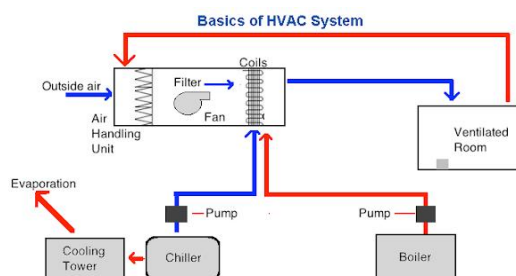 Basics of HVAC System
Coils
Outside air
Filter
Fan
Air
Handling
Unit
Ventilated
Room
Evaporation
Pump
Pump
Cooling
Tower
Chiller
Boiler